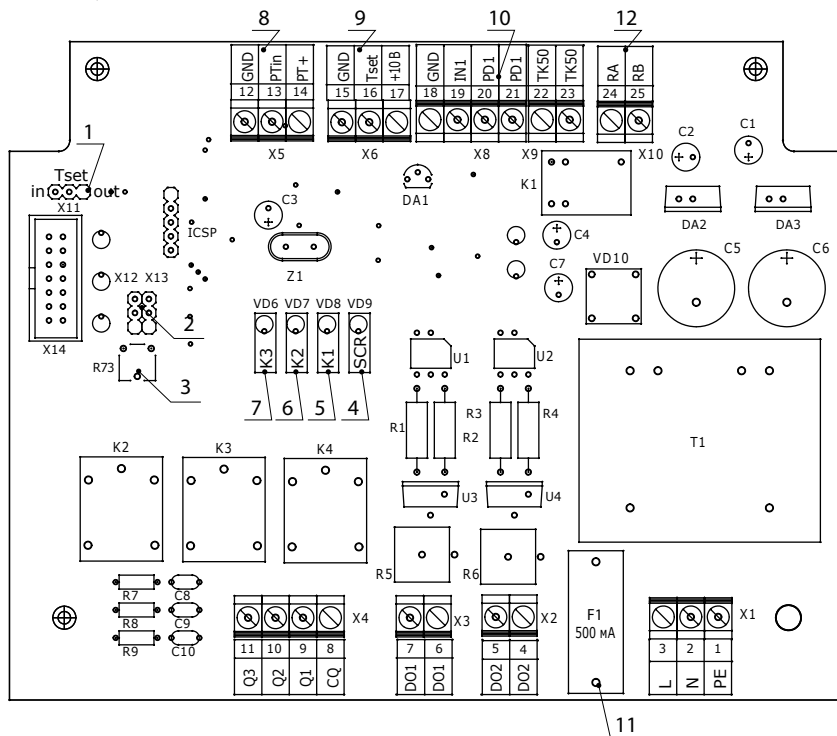 8 9 10 12
GND PTin PT+ GND Tset +10 В GND IN1 PD1 PD1 TK50 TK50 RA RB
12 13 14 15 16 17 18 19 20 21 22 23 24 25
X5 X6 X8 X9 X10
1
Tset
in out
X11
ICSP
C3
DA1
K1
C2 C1
DA2 DA3
Z1
C4
C7
VD10
C5 C6
X12 X13
2
X14
R73
3
VD6 VD7 VD8 VD9
K3 K2 K1 SCR
7 6 5 4
U1 U2
R1 R2 R3 R4
T1
K2 K3 K4
U3 U4
R5 R6
R7 C8
R8 C9
R9 C10
F1
500 мА
X4 X3 X2 X1
11 10 9 8 7 6 5 4 3 2 1
Q3 Q2 Q1 CQ DO1 DO1 DO2 DO2 L N PE
11